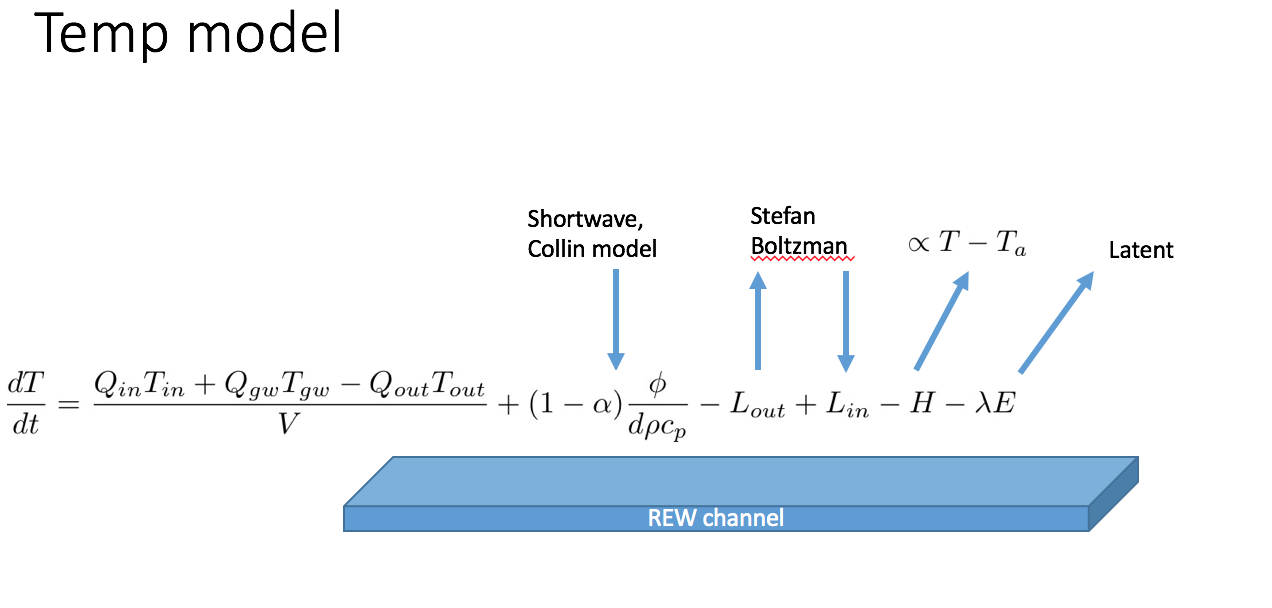 Temp model
Shortwave,
Collin model
Stefan
Boltzman
∝ T − Tₐ
Latent
dT/dt = (Q_in T_in + Q_gw T_gw − Q_out T_out)/V + (1 − α) ϕ/(dρc_p) − L_out + L_in − H − λE
REW channel